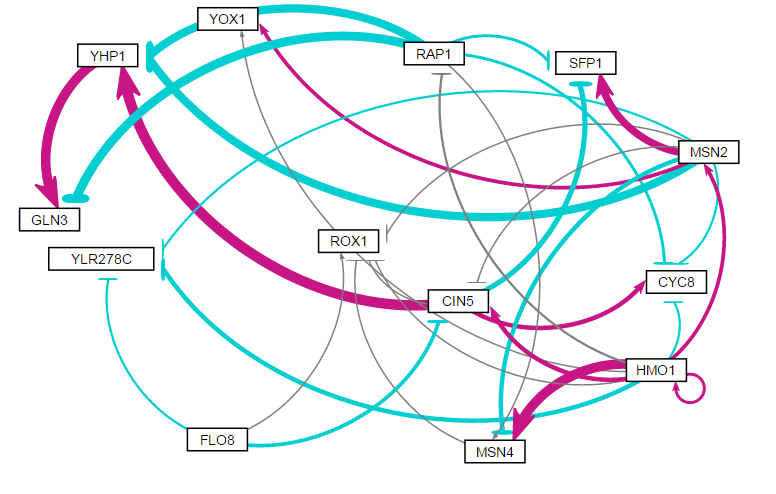 YOX1
RAP1
YHP1
SFP1
MSN2
GLN3
ROX1
YLR278C
CYC8
CIN5
HMO1
FLO8
MSN4